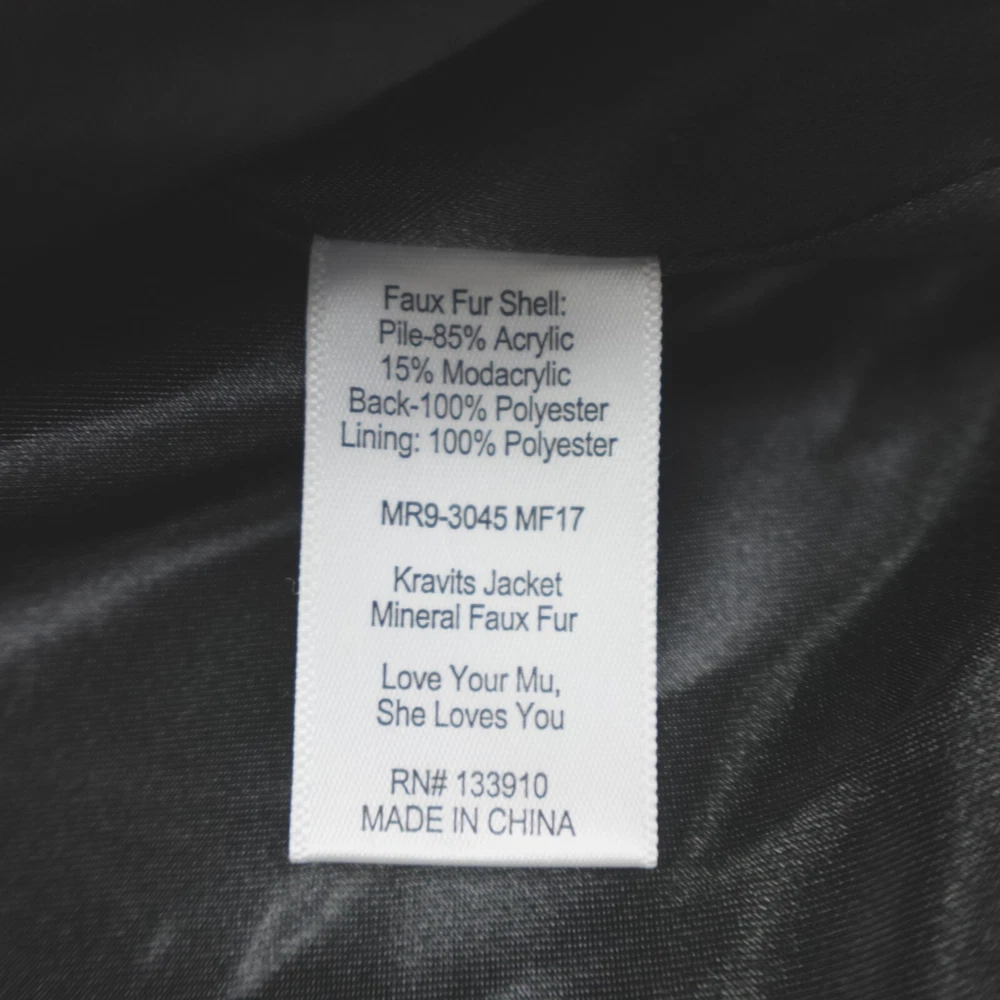 Faux Fur Shell:
Pile-85% Acrylic
15% Modacrylic
Back-100% Polyester
Lining: 100% Polyester
MR9-3045 MF17
Kravits Jacket
Mineral Faux Fur
Love Your Mu,
She Loves You
RN# 133910
MADE IN CHINA